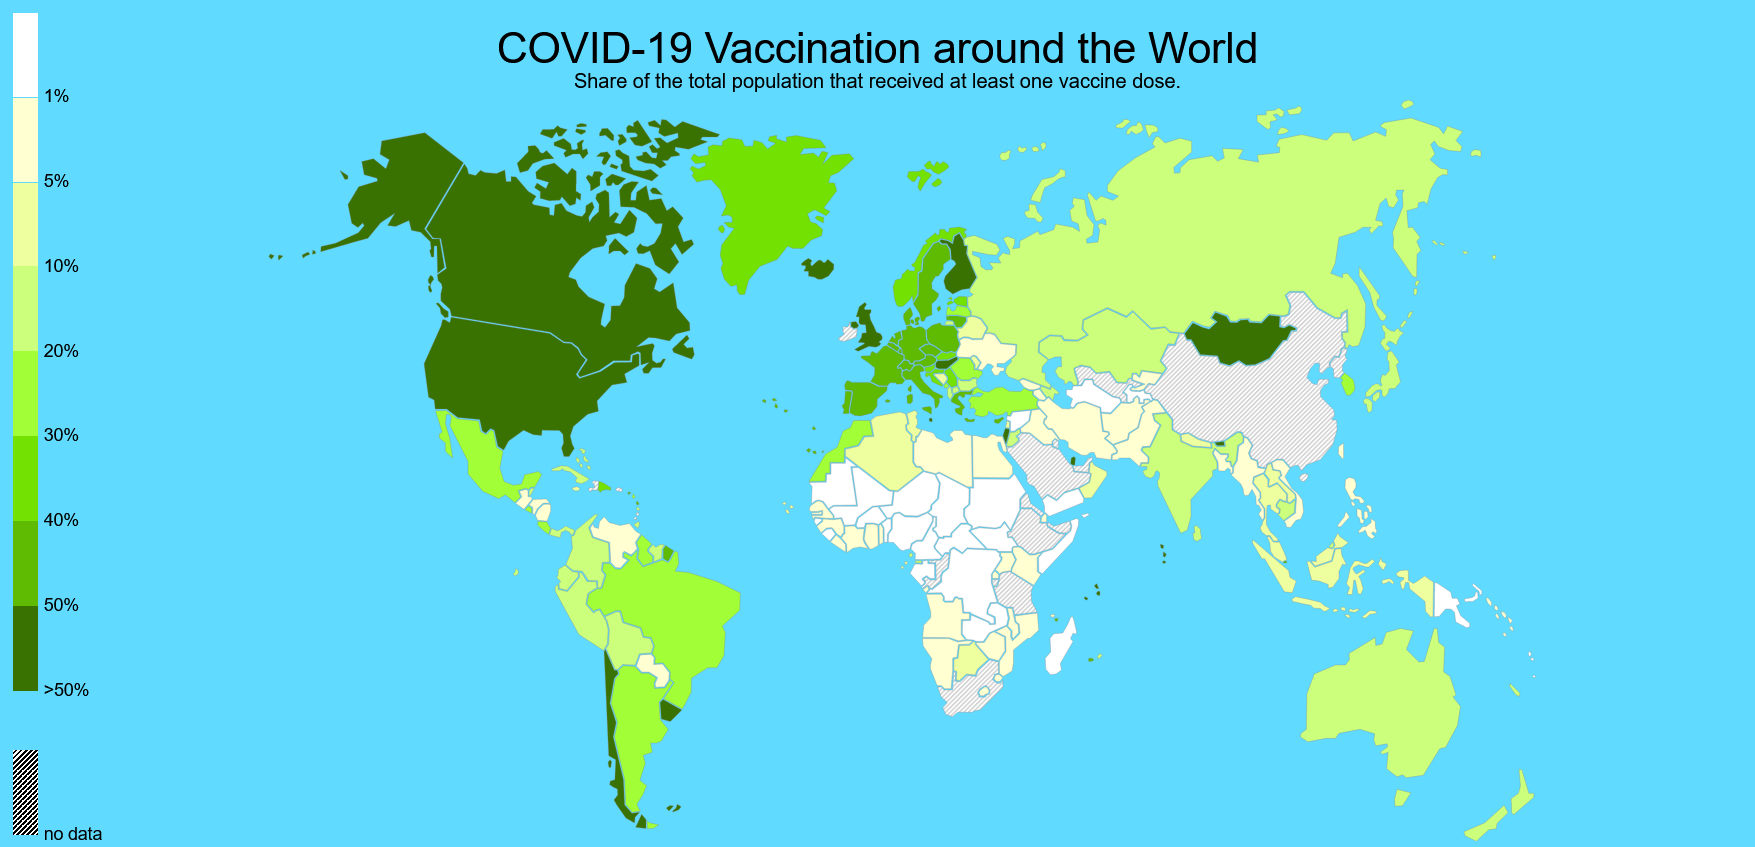 COVID-19 Vaccination around the World
Share of the total population that received at least one vaccine dose.
1%
5%
10%
20%
30%
40%
50%
>50%
no data